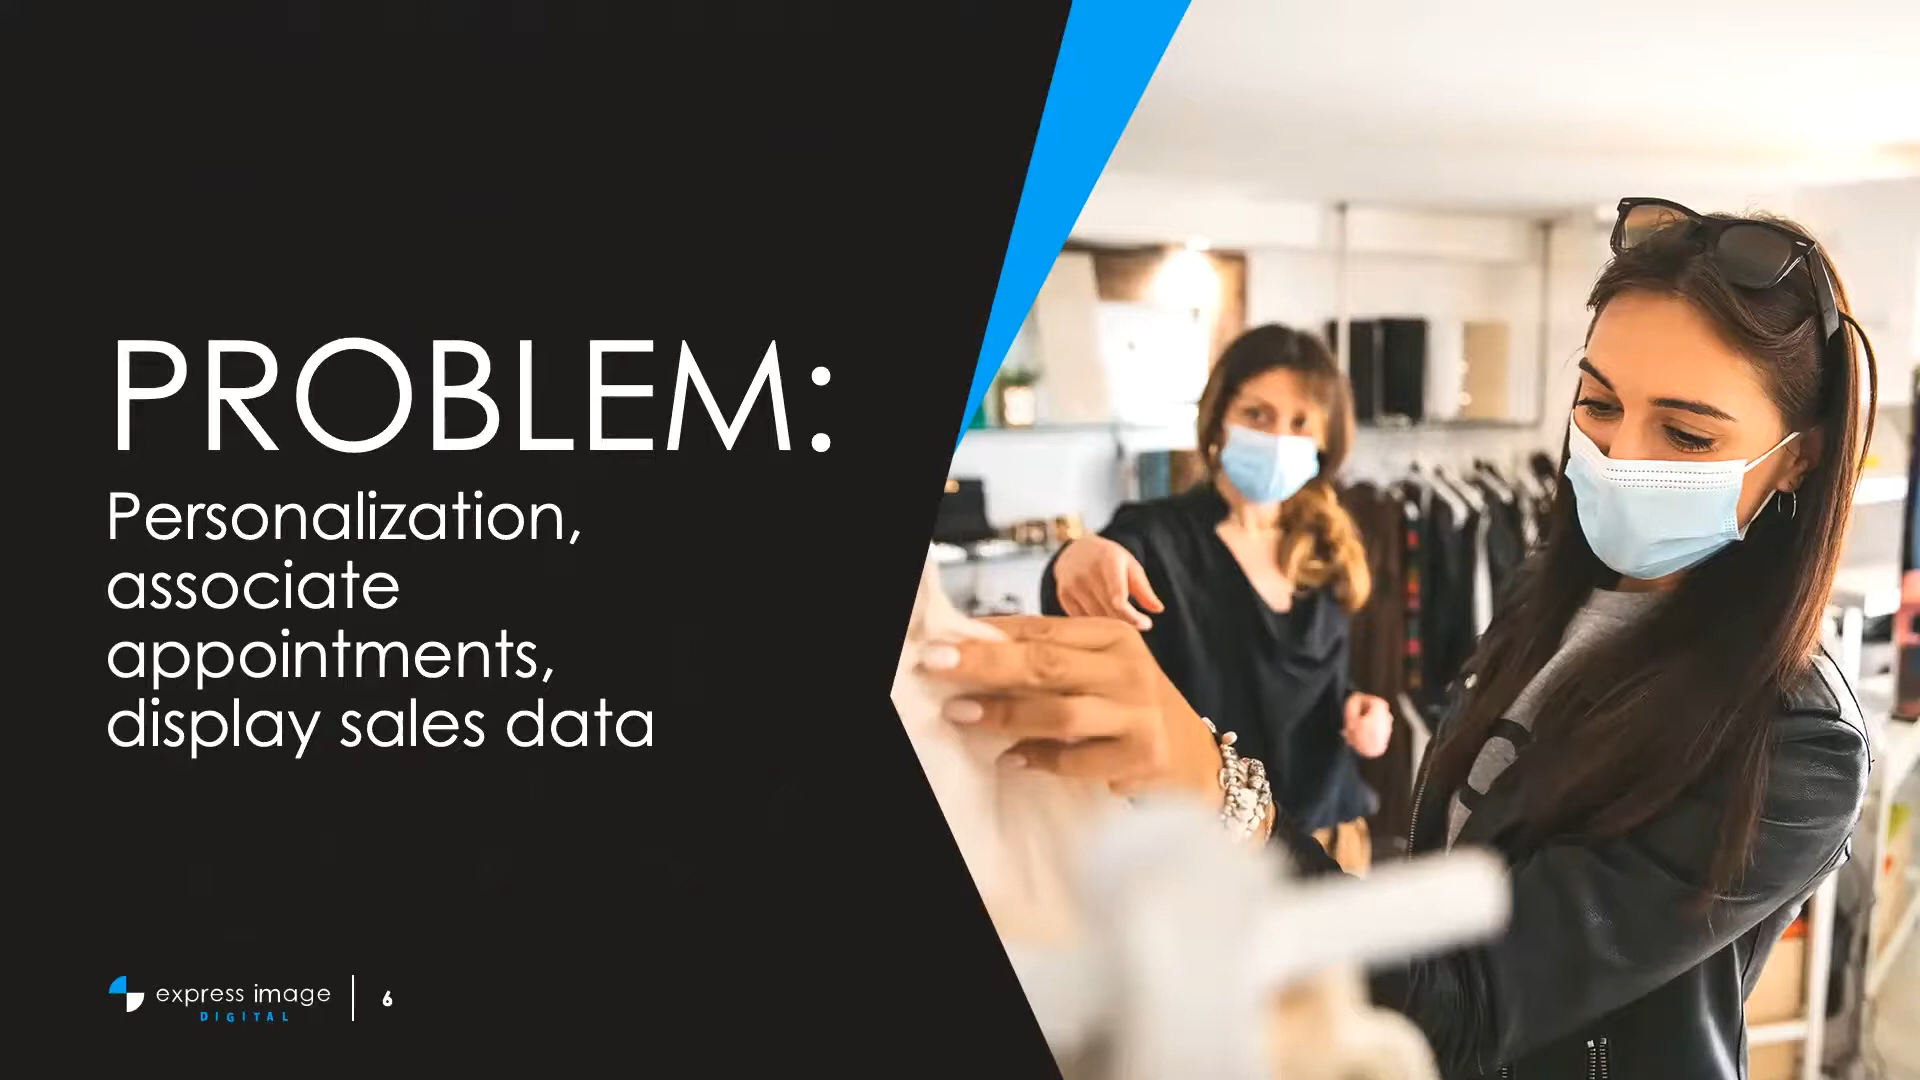 PROBLEM:
Personalization,
associate
appointments,
display sales data
express image
DIGITAL
6